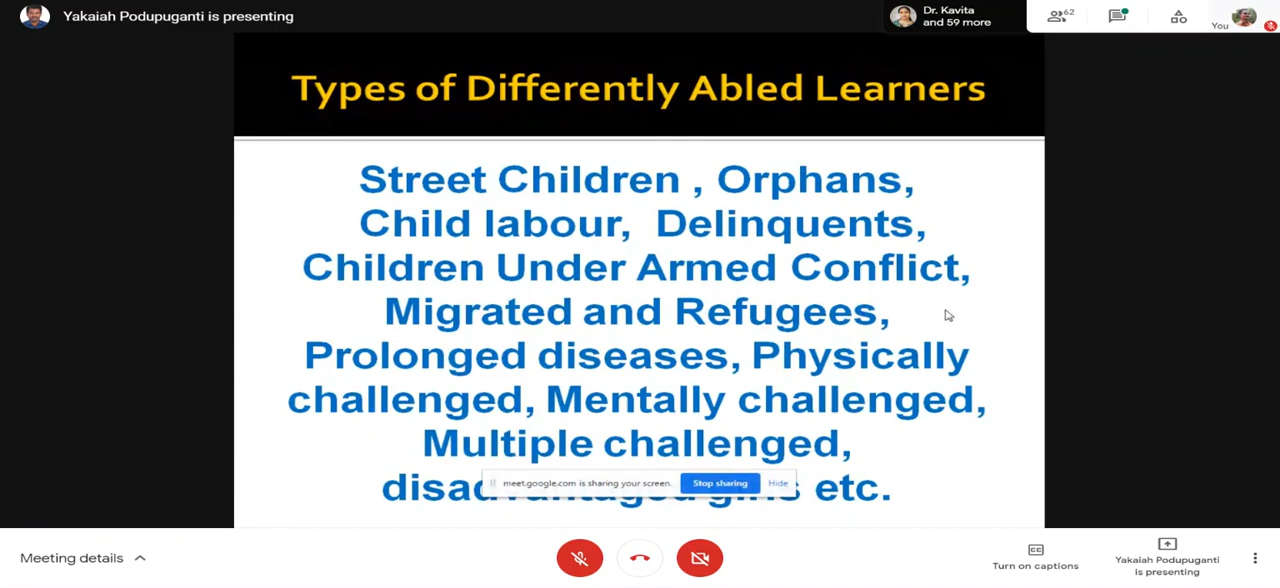 Yakaiah Podupuganti is presenting
Dr. Kavita
and 59 more
62
You
Types of Differently Abled Learners
Street Children , Orphans,
Child labour, Delinquents,
Children Under Armed Conflict,
Migrated and Refugees,
Prolonged diseases, Physically
challenged, Mentally challenged,
Multiple challenged,
disadvantaged girls etc.
meet.google.com is sharing your screen.
Stop sharing
Hide
Meeting details
CC
Turn on captions
Yakaiah Podupuganti
is presenting